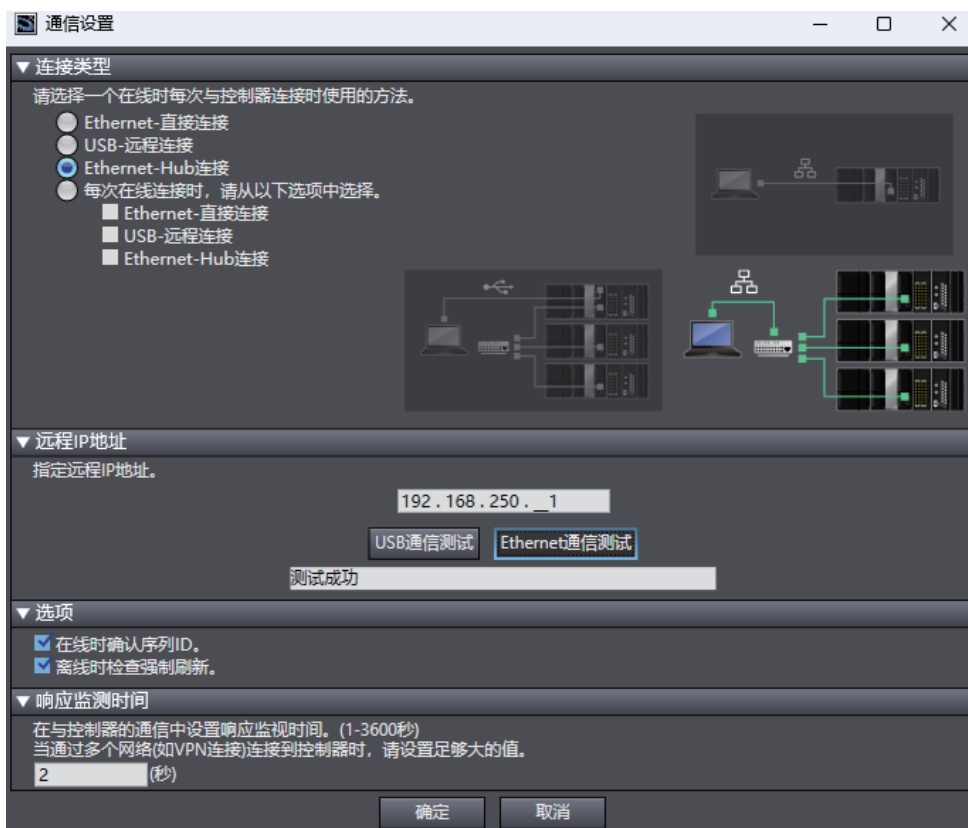 通信设置
▼连接类型
请选择一个在线时每次与控制器连接时使用的方法。
Ethernet-直接连接
USB-远程连接
Ethernet-Hub连接
每次在线连接时，请从以下选项中选择。
Ethernet-直接连接
USB-远程连接
Ethernet-Hub连接
▼远程IP地址
指定远程IP地址。
192.168.250.__1
USB通信测试 Ethernet通信测试
测试成功
▼选项
在线时确认序列ID。
离线时检查强制刷新。
▼响应监测时间
在与控制器的通信中设置响应监视时间。(1-3600秒)
当通过多个网络(如VPN连接)连接到控制器时，请设置足够大的值。
2 (秒)
确定 取消